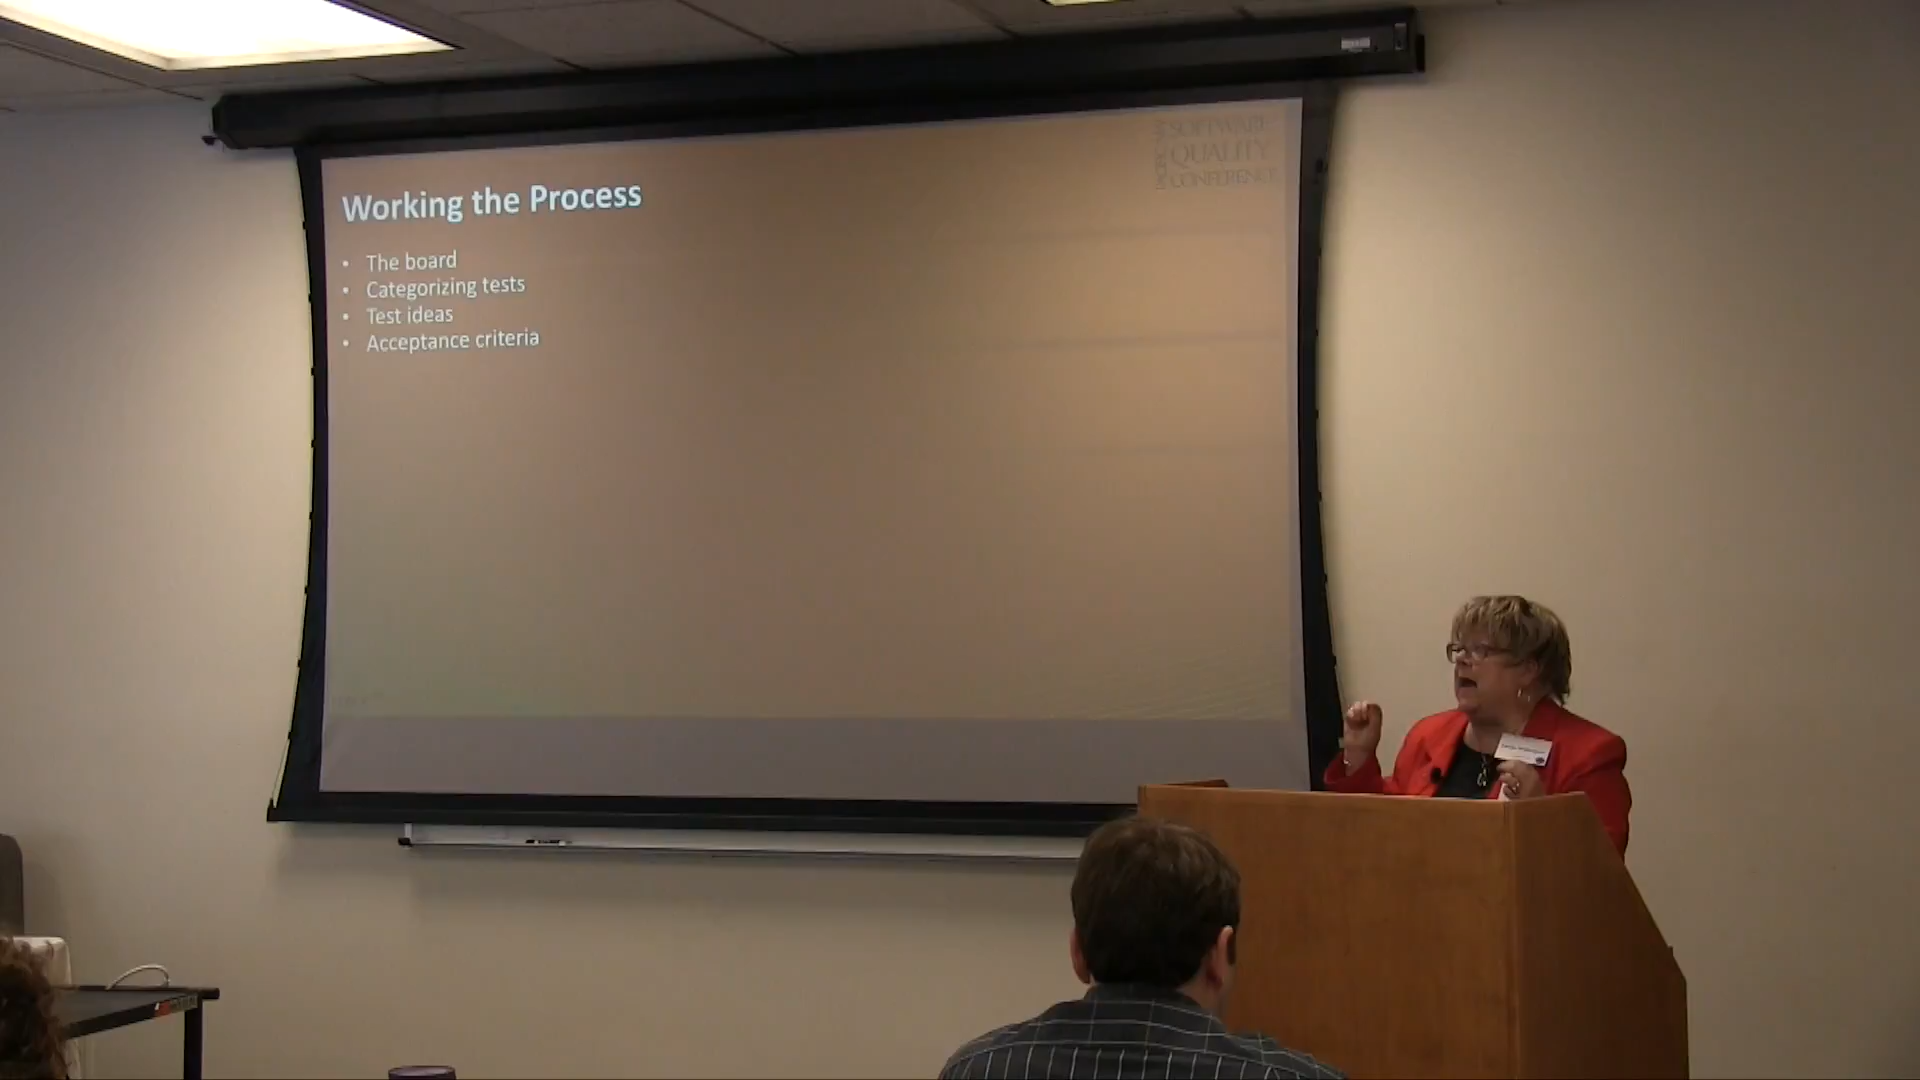 SOFTWARE
QUALITY
CONFERENCE
Working the Process
• The board
• Categorizing tests
• Test ideas
• Acceptance criteria